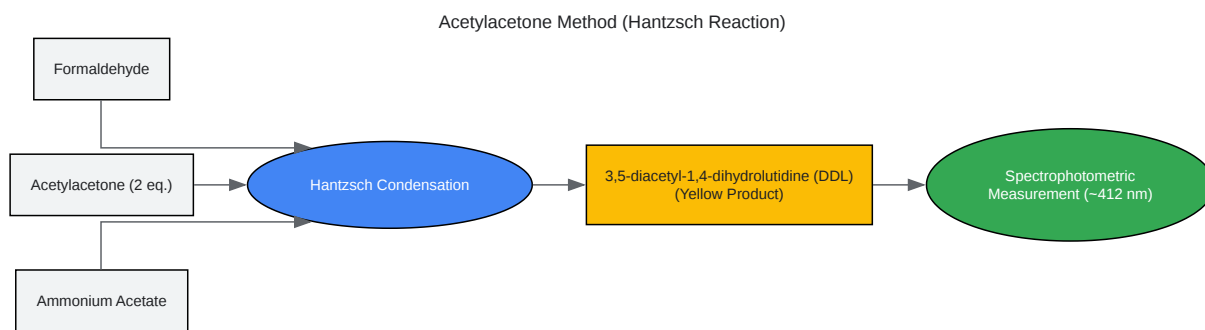 Acetylacetone Method (Hantzsch Reaction)
Formaldehyde
Acetylacetone (2 eq.)
Ammonium Acetate
Hantzsch Condensation
3,5-diacetyl-1,4-dihydrolutidine (DDL)
(Yellow Product)
Spectrophotometric
Measurement (~412 nm)